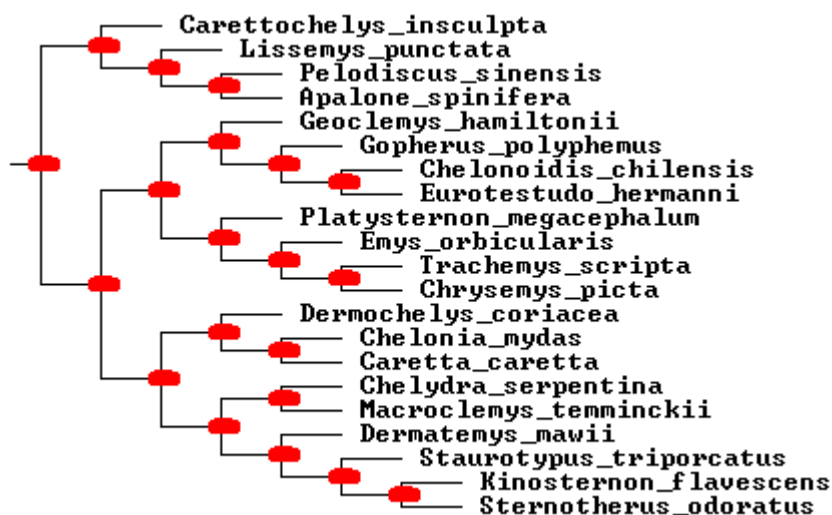 Carettochelys_insculpta
Lissemys_punctata
Pelodiscus_sinensis
Apalone_spinifera
Geoclemys_hamiltonii
Gopherus_polyphemus
Chelonoidis_chilensis
Eurotestudo_hermanni
Platysternon_megacephalum
Emys_orbicularis
Trachemys_scripta
Chrysemys_picta
Dermochelys_coriacea
Chelonia_mydas
Caretta_caretta
Chelydra_serpentina
Macroclemys_temminckii
Dermatemys_mawii
Staurotypus_triporcatus
Kinosternon_flavescens
Sternotherus_odoratus